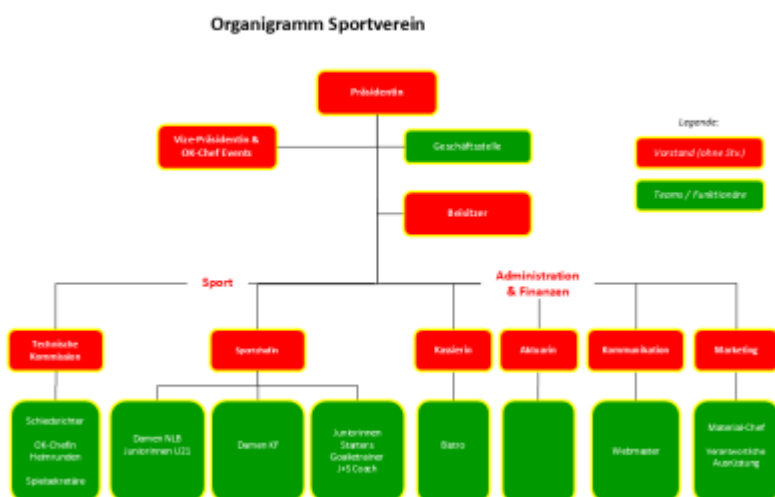 Organigramm Sportverein
Präsidentin
Legende:
Vice-Präsidentin &
OK-Chef Events
Geschäftsstelle
Vorstand (ohne Stv.)
Teams / Funktionäre
Beisitzer
Sport
Administration
& Finanzen
Technische
Kommission
Sportchefin
Kassierin
Aktuarin
Kommunikation
Marketing
Schiedsrichter
OK-Chefin
Heimrunden
Spielsekretäre
Damen NLB
Juniorinnen U21
Damen KF
Juniorinnen
Starters
Goalietrainer
J+S Coach
Bistro
Webmaster
Material-Chef
Verantwortliche
Ausrüstung